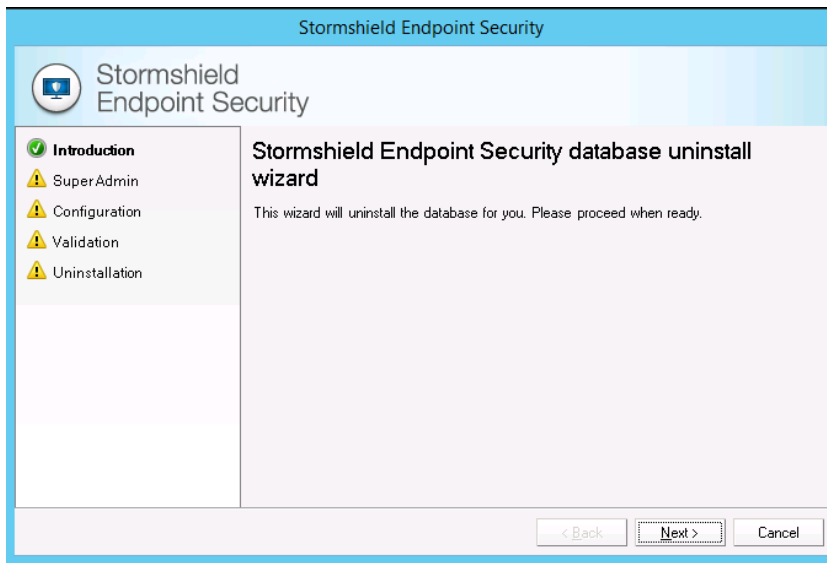 Stormshield Endpoint Security
Stormshield
Endpoint Security
Introduction
SuperAdmin
Configuration
Validation
Uninstallation
Stormshield Endpoint Security database uninstall
wizard
This wizard will uninstall the database for you. Please proceed when ready.
< Back
Next >
Cancel